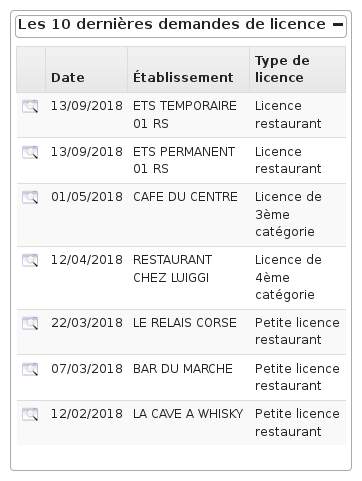 Les 10 dernières demandes de licence
Type de
Date Établissement licence
13/09/2018 ETS TEMPORAIRE Licence
01 RS restaurant
13/09/2018 ETS PERMANENT Licence
01 RS restaurant
01/05/2018 CAFE DU CENTRE Licence de
3ème
catégorie
12/04/2018 RESTAURANT Licence de
CHEZ LUIGGI 4ème
catégorie
22/03/2018 LE RELAIS CORSE Petite licence
restaurant
07/03/2018 BAR DU MARCHE Petite licence
restaurant
12/02/2018 LA CAVE A WHISKY Petite licence
restaurant